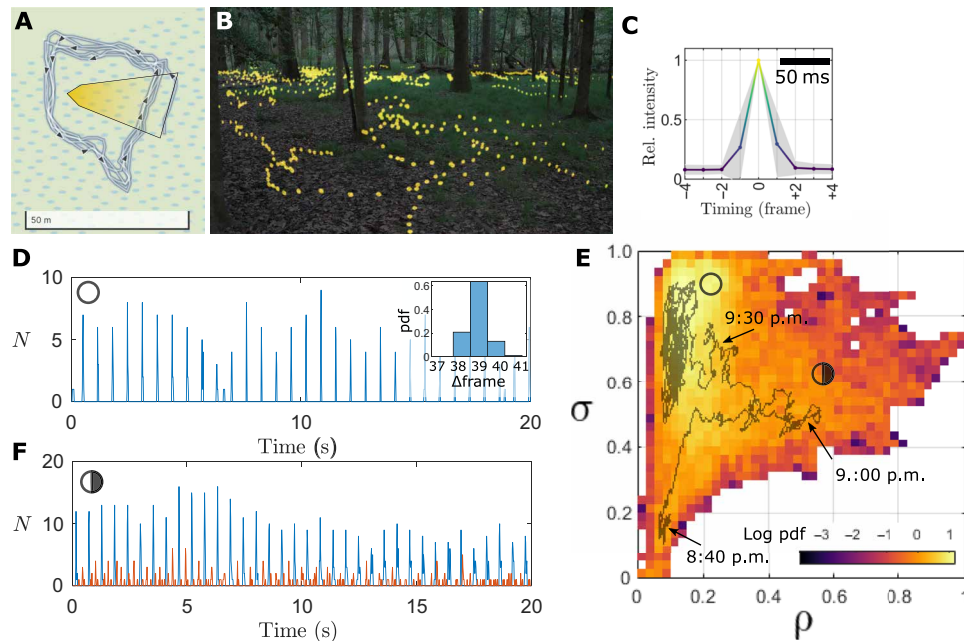 A
50 m
B
C
Rel. intensity
1
0.5
0
50 ms
−4
−2
0
+2
+4
Timing (frame)
D
10
5
0
N
0
5
10
15
20
Time (s)
pdf
0.6
0.4
0.2
0
37
38
39
40
41
Δframe
E
1.0
0.8
0.6
0.4
0.2
0
σ
9:30 p.m.
9.:00 p.m.
8:40 p.m.
Log pdf −3 −2 −1 0 1
0
0.2
0.4
0.6
0.8
1
ρ
F
20
10
0
N
0
5
10
15
20
Time (s)